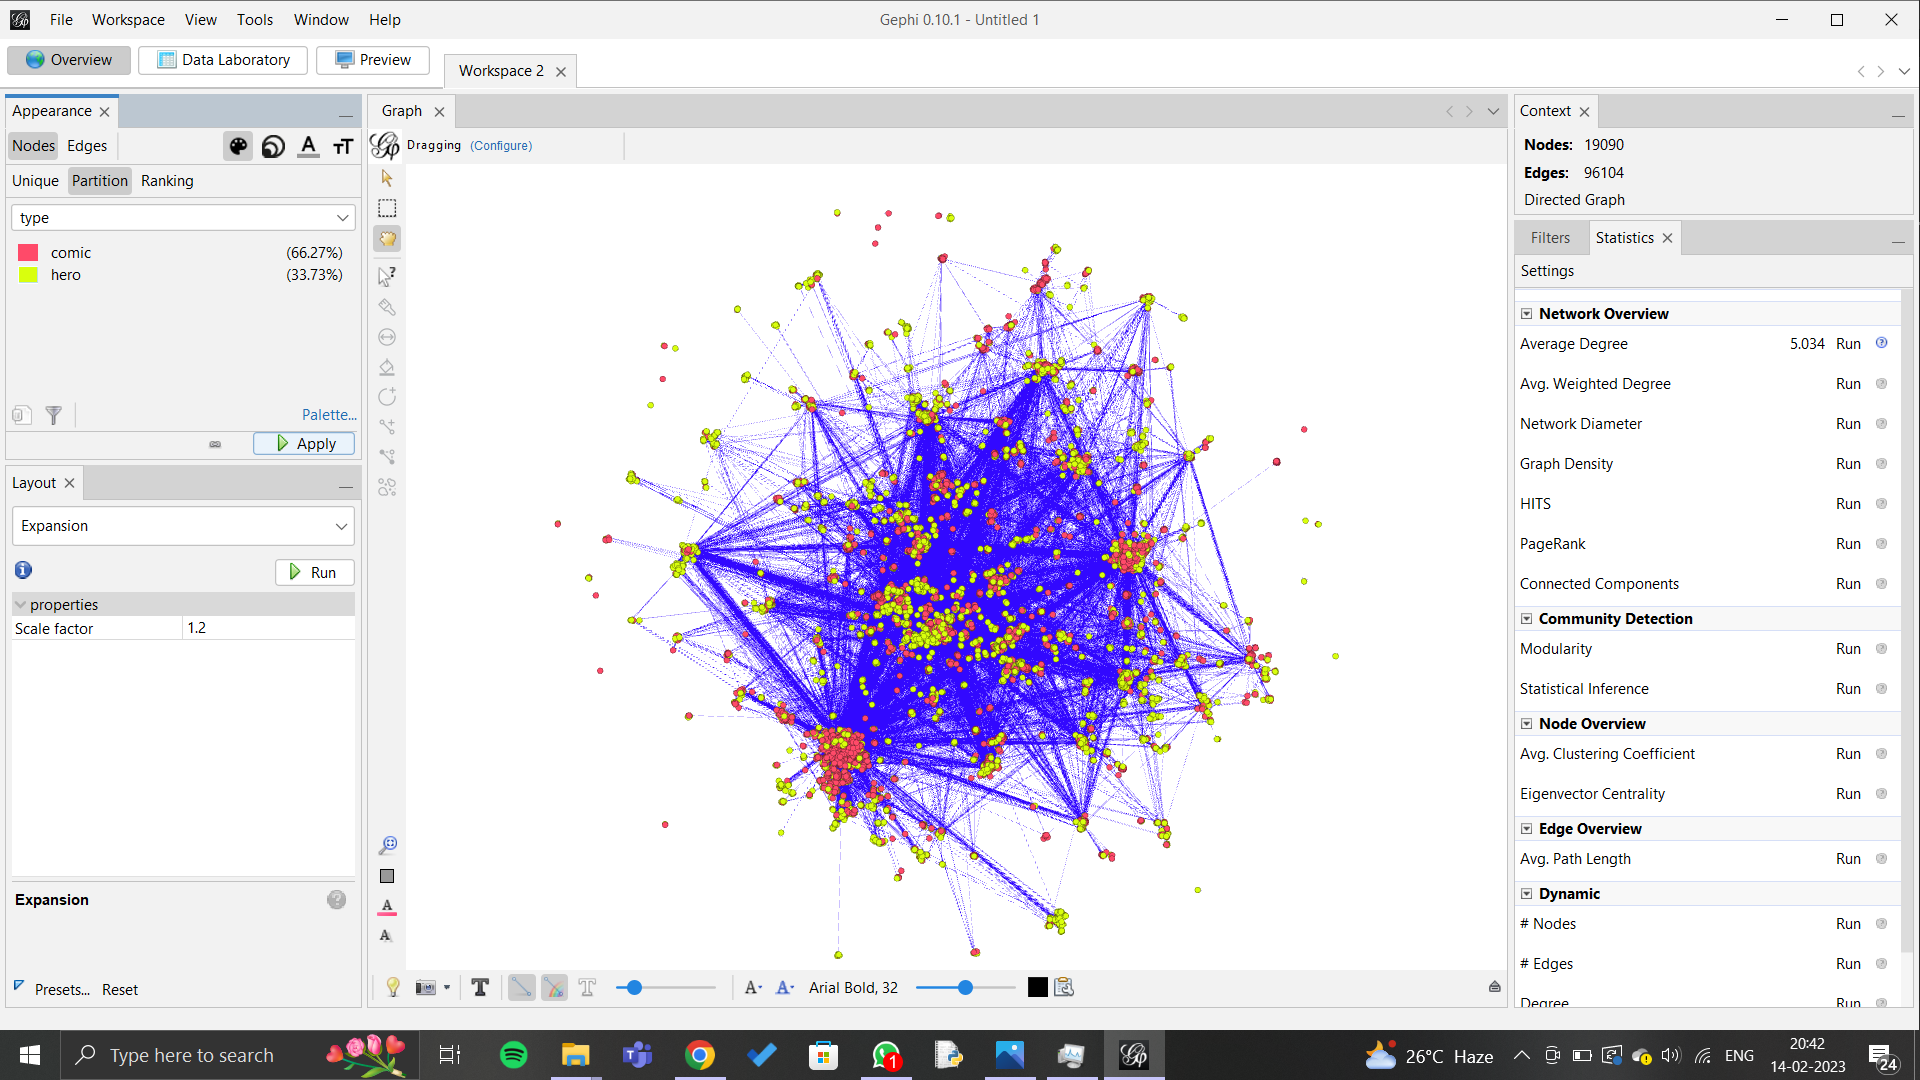 File Workspace View Tools Window Help
Gephi 0.10.1 - Untitled 1
Overview Data Laboratory Preview
Workspace 2
Appearance
Nodes Edges
Unique Partition Ranking
type
comic (66.27%)
hero (33.73%)
Palette...
Apply
Layout
Expansion
Run
properties
Scale factor 1.2
Expansion
Presets... Reset
Graph
Dragging (Configure)
Arial Bold, 32
Context
Nodes: 19090
Edges: 96104
Directed Graph
Filters Statistics
Settings
Network Overview
Average Degree 5.034 Run
Avg. Weighted Degree Run
Network Diameter Run
Graph Density Run
HITS Run
PageRank Run
Connected Components Run
Community Detection
Modularity Run
Statistical Inference Run
Node Overview
Avg. Clustering Coefficient Run
Eigenvector Centrality Run
Edge Overview
Avg. Path Length Run
Dynamic
# Nodes Run
# Edges Run
Degree Run
Type here to search
1
26°C Haze
ENG
20:42
14-02-2023
24